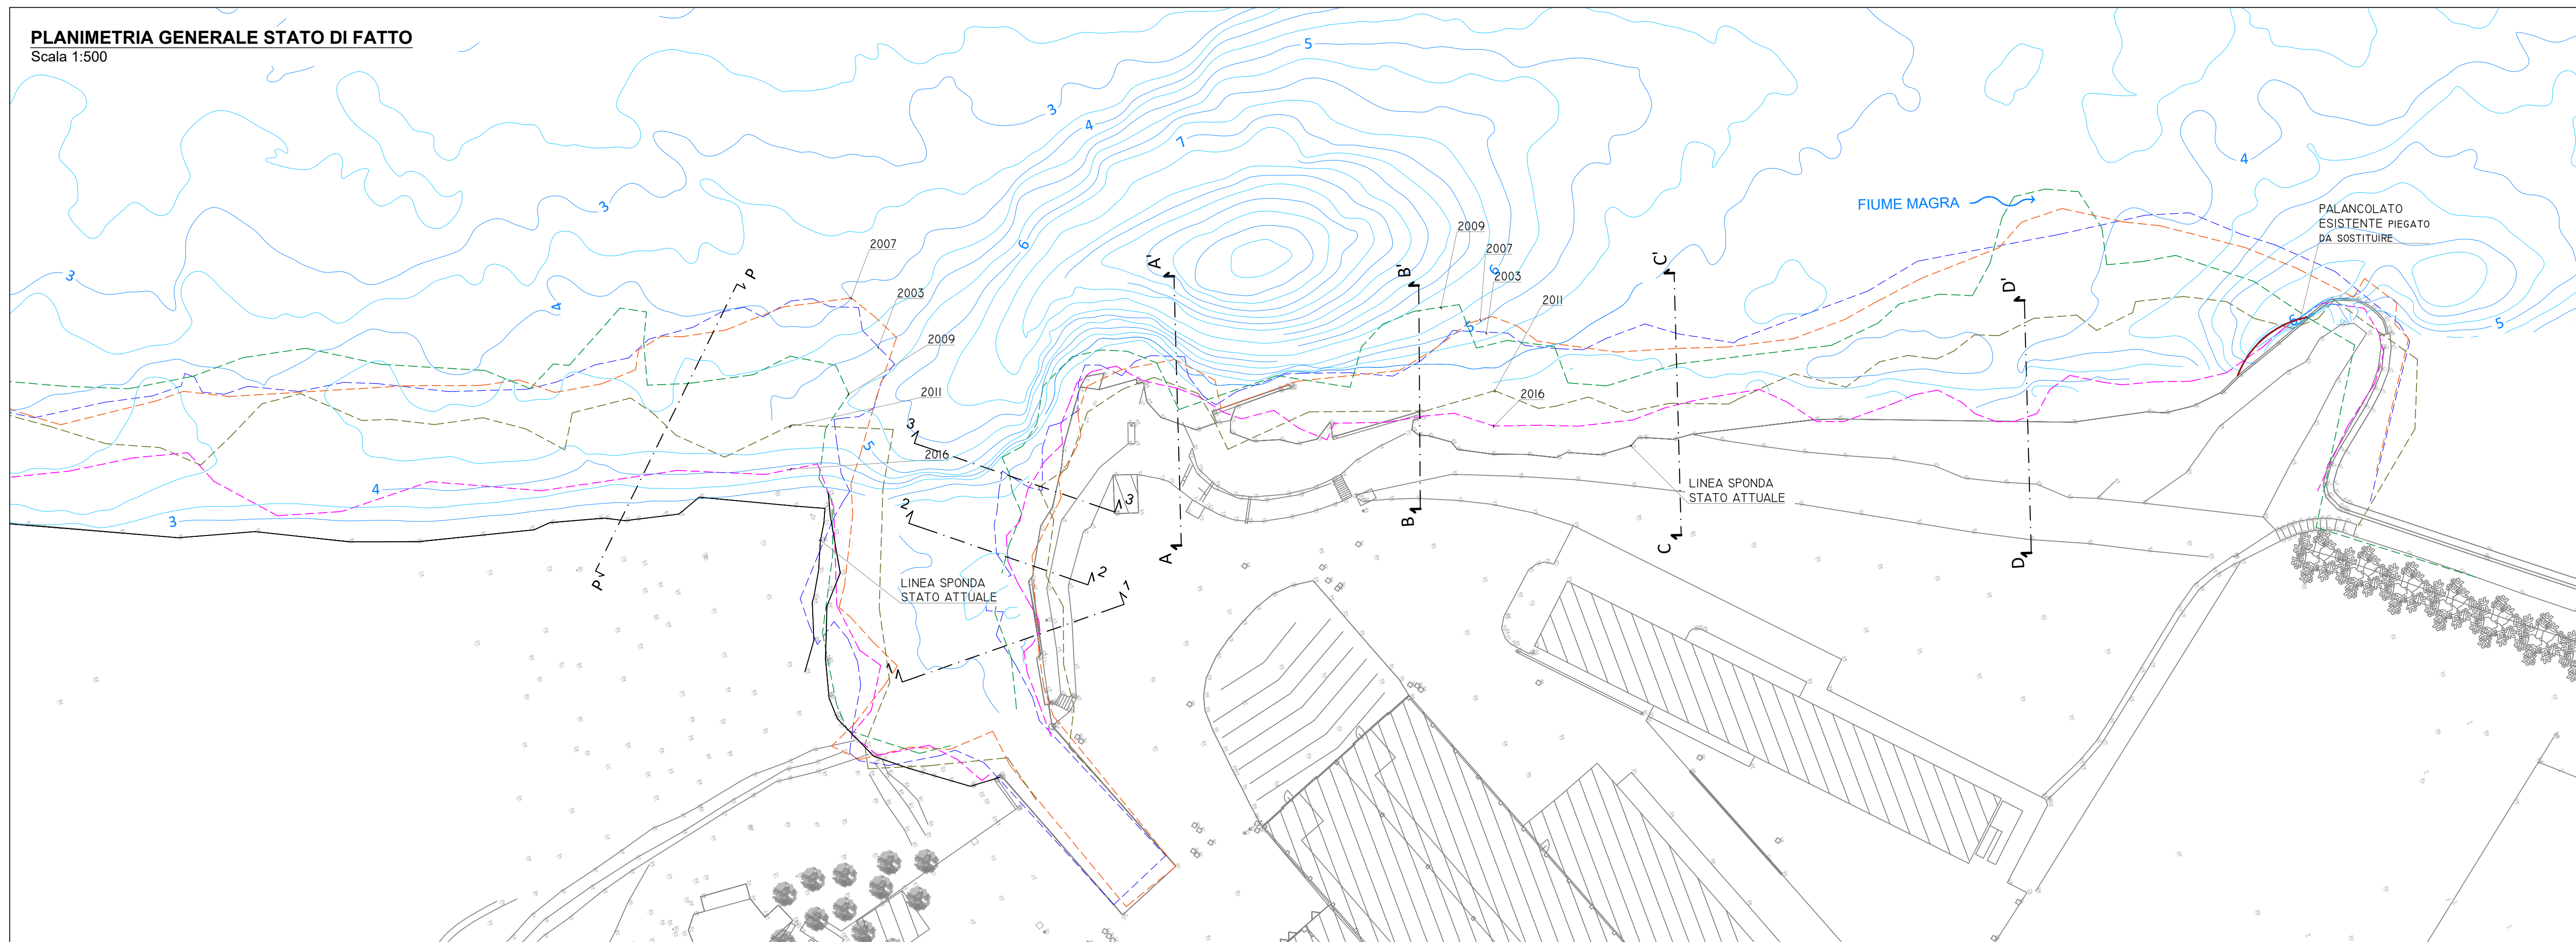 PLANIMETRIA GENERALE STATO DI FATTO
Scala 1:500
5
3
4
7
3
6
3
4
4
3
5
6
5
4
5
6
FIUME MAGRA
PALANCOLATO
ESISTENTE PIEGATO
DA SOSTITUIRE
2007
2003
2009
2011
2016
2009
2007
2003
2011
2016
P
P
A'
A
B'
B
C'
C
D'
D
3
3
2
2
1
1
LINEA SPONDA
STATO ATTUALE
LINEA SPONDA
STATO ATTUALE